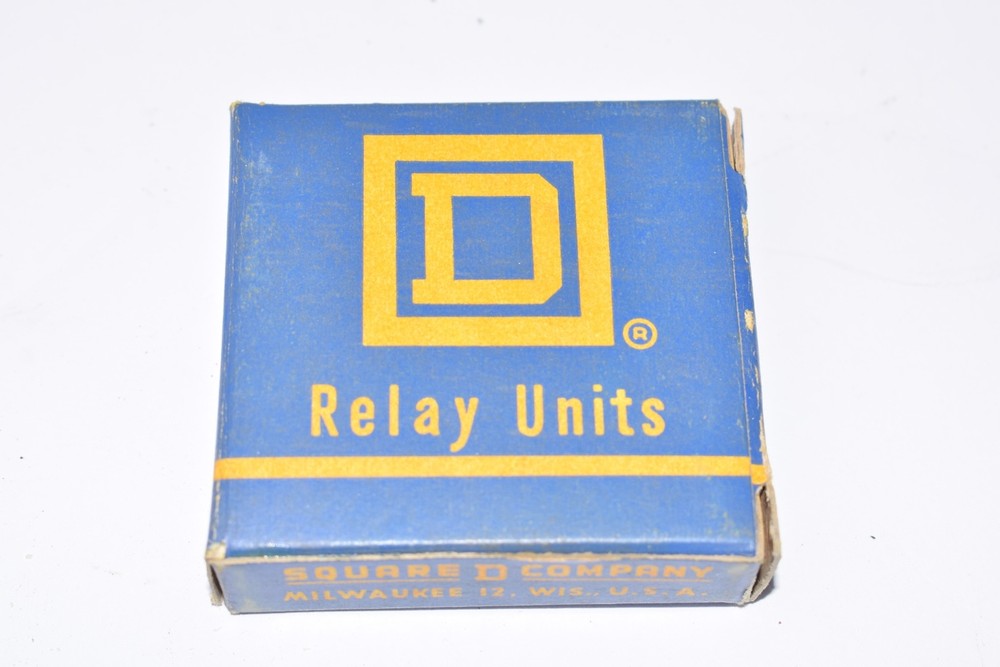 D
®
Relay Units
SQUARE D COMPANY
MILWAUKEE 12, WIS., U.S.A.